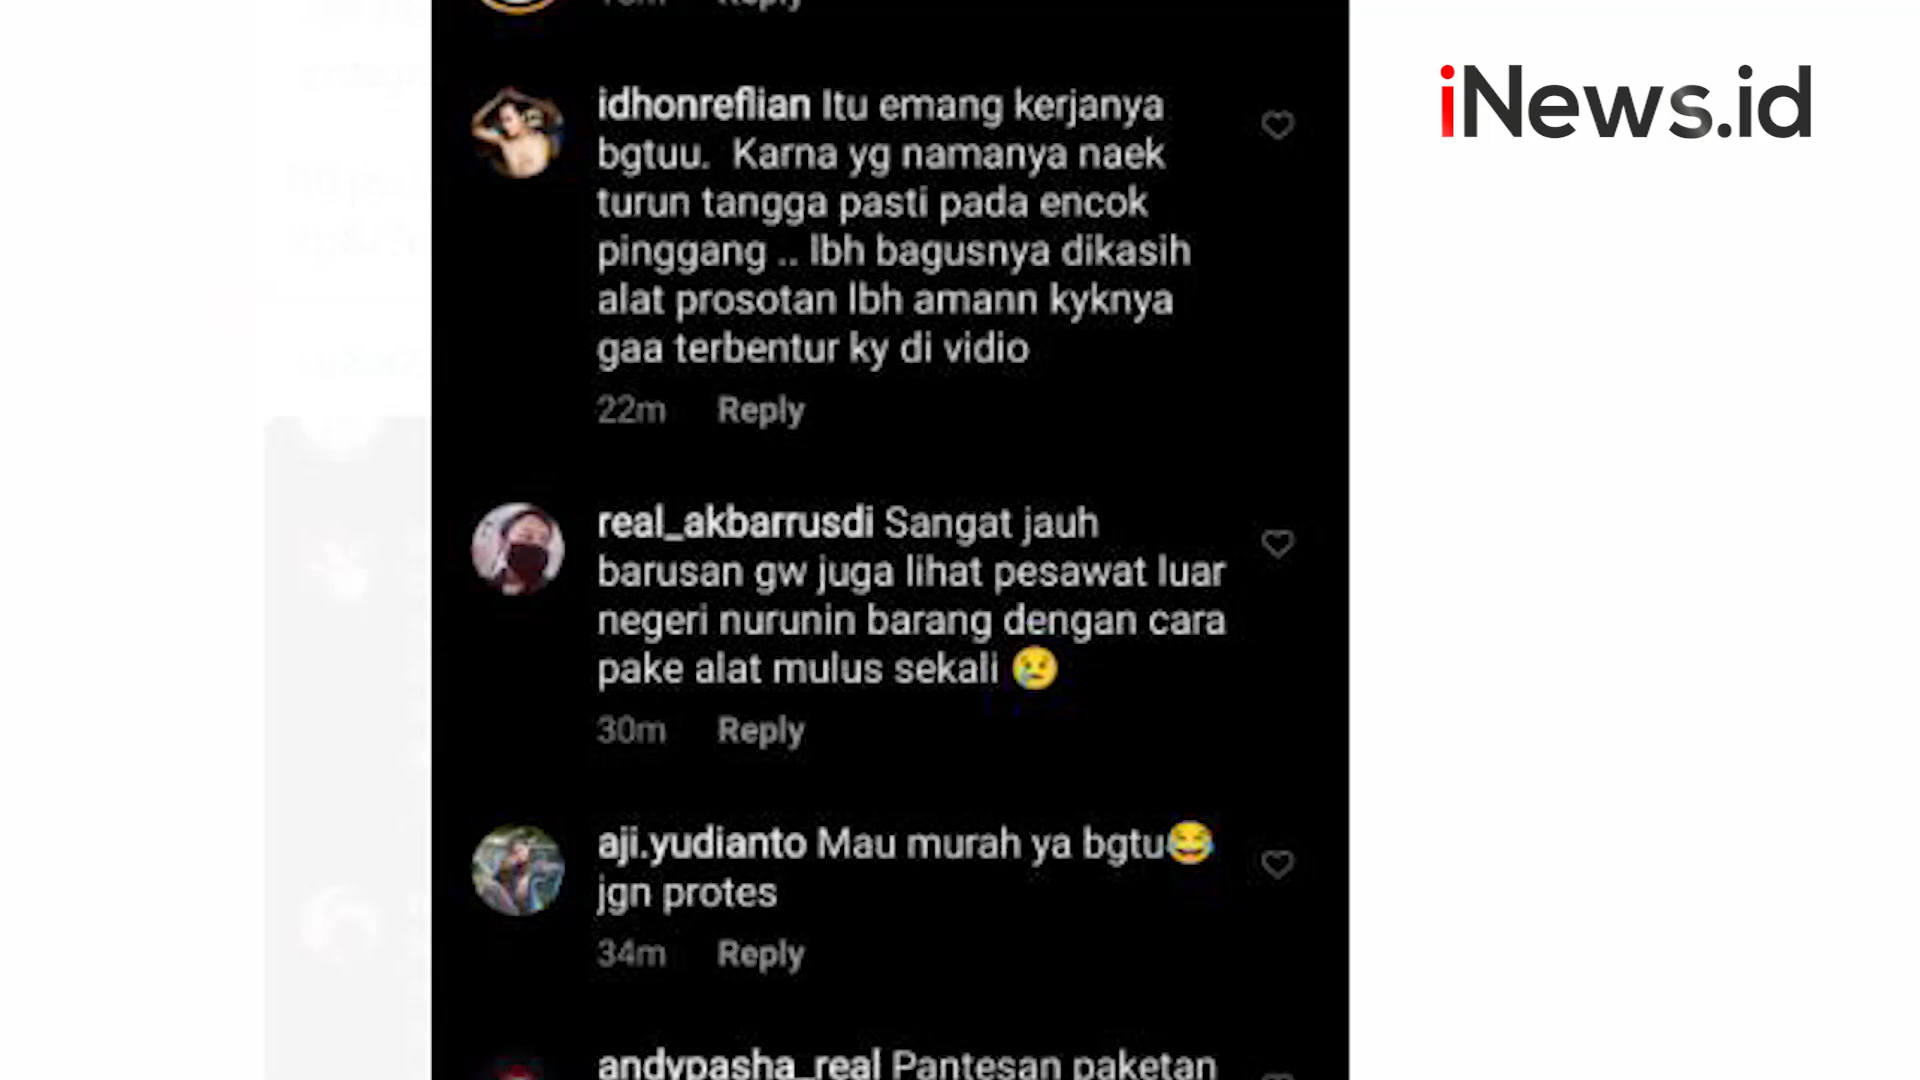 Reply
iNews.id
idhonreflian Itu emang kerjanya
bgtuu. Karna yg namanya naek
turun tangga pasti pada encok
pinggang .. lbh bagusnya dikasih
alat prosotan lbh amann kyknya
gaa terbentur ky di vidio
22m Reply
real_akbarrusdi Sangat jauh
barusan gw juga lihat pesawat luar
negeri nurunin barang dengan cara
pake alat mulus sekali 😢
30m Reply
aji.yudianto Mau murah ya bgtu😂
jgn protes
34m Reply
andypasha_real Pantesan paketan